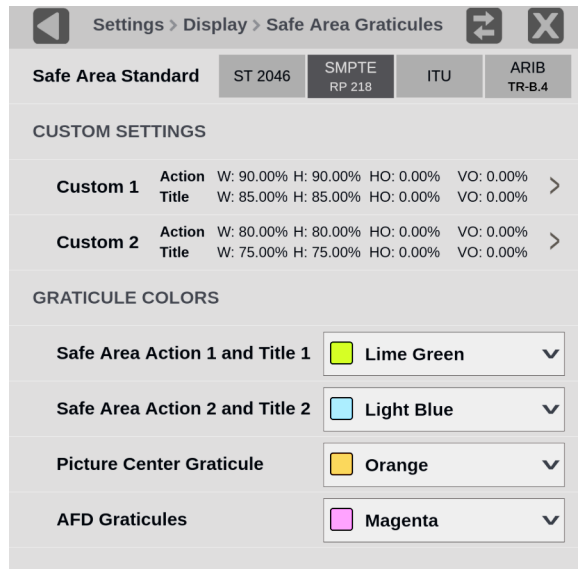 Settings > Display > Safe Area Graticules
Safe Area Standard ST 2046 SMPTE RP 218 ITU ARIB TR-B.4
CUSTOM SETTINGS
Custom 1 Action W: 90.00% H: 90.00% HO: 0.00% VO: 0.00% >
Title W: 85.00% H: 85.00% HO: 0.00% VO: 0.00%
Custom 2 Action W: 80.00% H: 80.00% HO: 0.00% VO: 0.00% >
Title W: 75.00% H: 75.00% HO: 0.00% VO: 0.00%
GRATICULE COLORS
Safe Area Action 1 and Title 1 Lime Green
Safe Area Action 2 and Title 2 Light Blue
Picture Center Graticule Orange
AFD Graticules Magenta